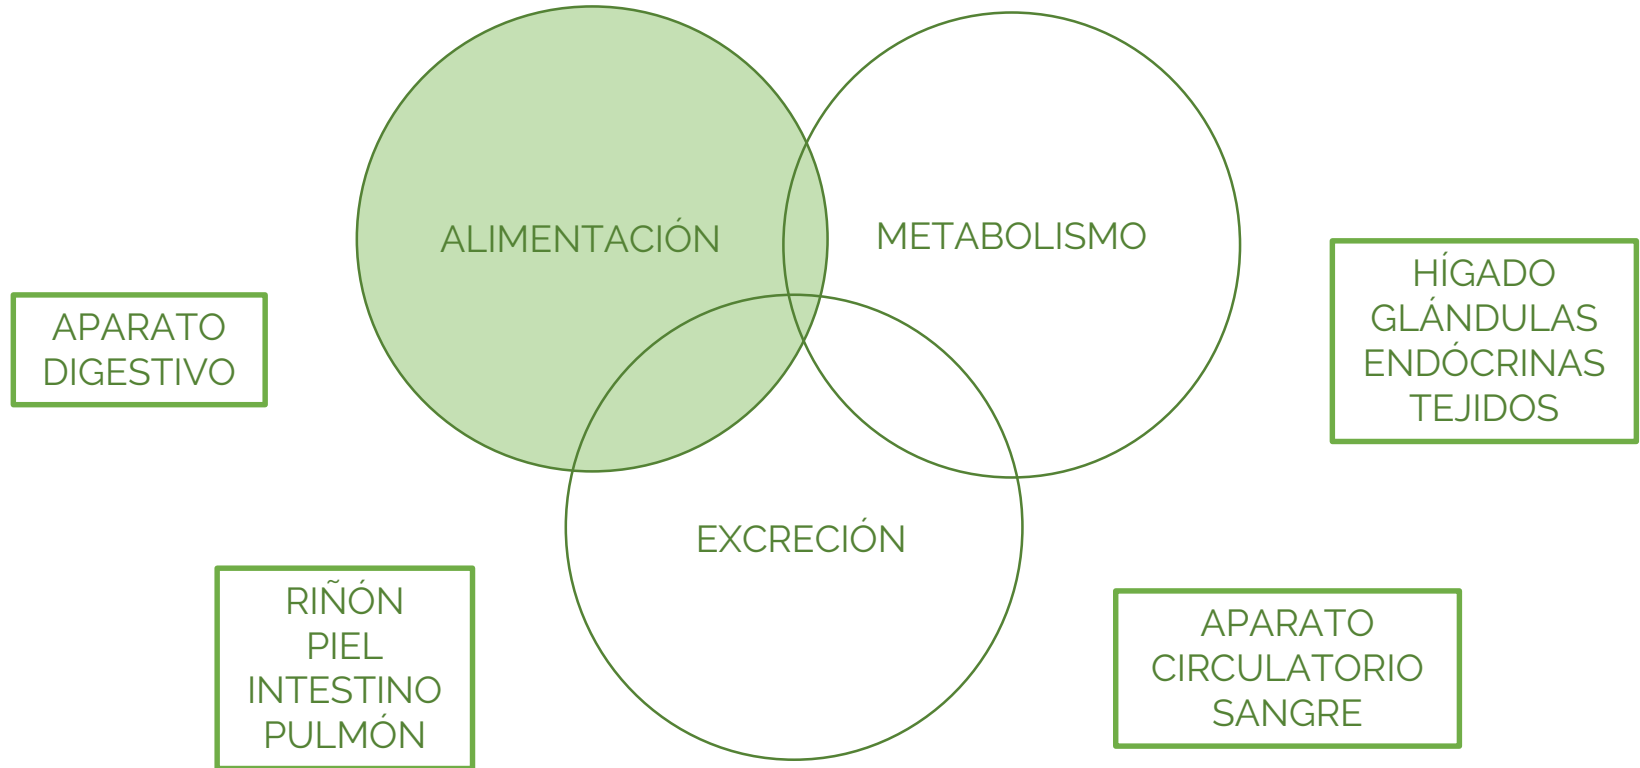 ALIMENTACIÓN
METABOLISMO
EXCRECIÓN
APARATO
DIGESTIVO
HÍGADO
GLÁNDULAS
ENDÓCRINAS
TEJIDOS
RIÑÓN
PIEL
INTESTINO
PULMÓN
APARATO
CIRCULATORIO
SANGRE